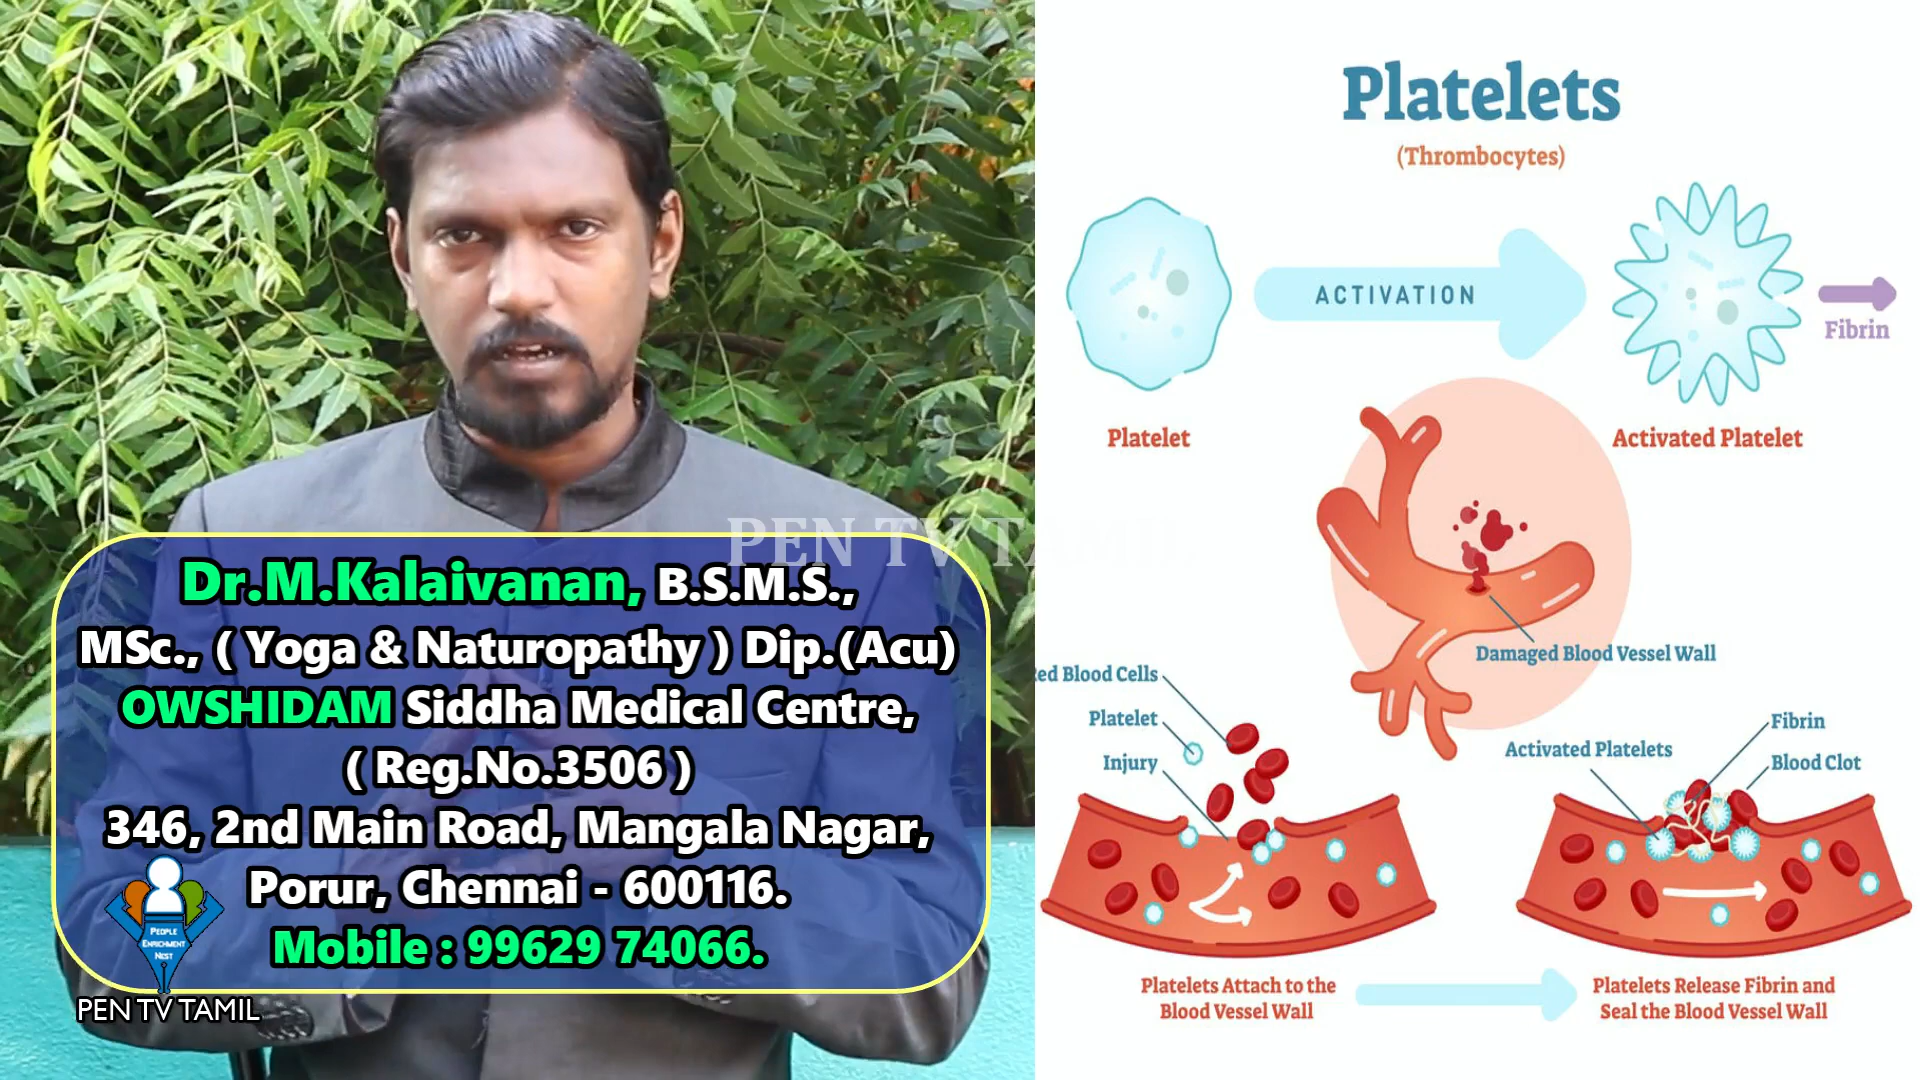 Dr.M.Kalaivanan, B.S.M.S.,
MSc., ( Yoga & Naturopathy ) Dip.(Acu)
OWSHIDAM Siddha Medical Centre,
( Reg.No.3506 )
346, 2nd Main Road, Mangala Nagar,
Porur, Chennai - 600116.
Mobile : 99629 74066.
PEOPLE
ENRICHMENT
NEST
PEN TV TAMIL
PEN TV TAMIL
Platelets
(Thrombocytes)
ACTIVATION
Fibrin
Platelet
Activated Platelet
Damaged Blood Vessel Wall
ed Blood Cells
Platelet
Injury
Activated Platelets
Fibrin
Blood Clot
Platelets Attach to the
Blood Vessel Wall
Platelets Release Fibrin and
Seal the Blood Vessel Wall